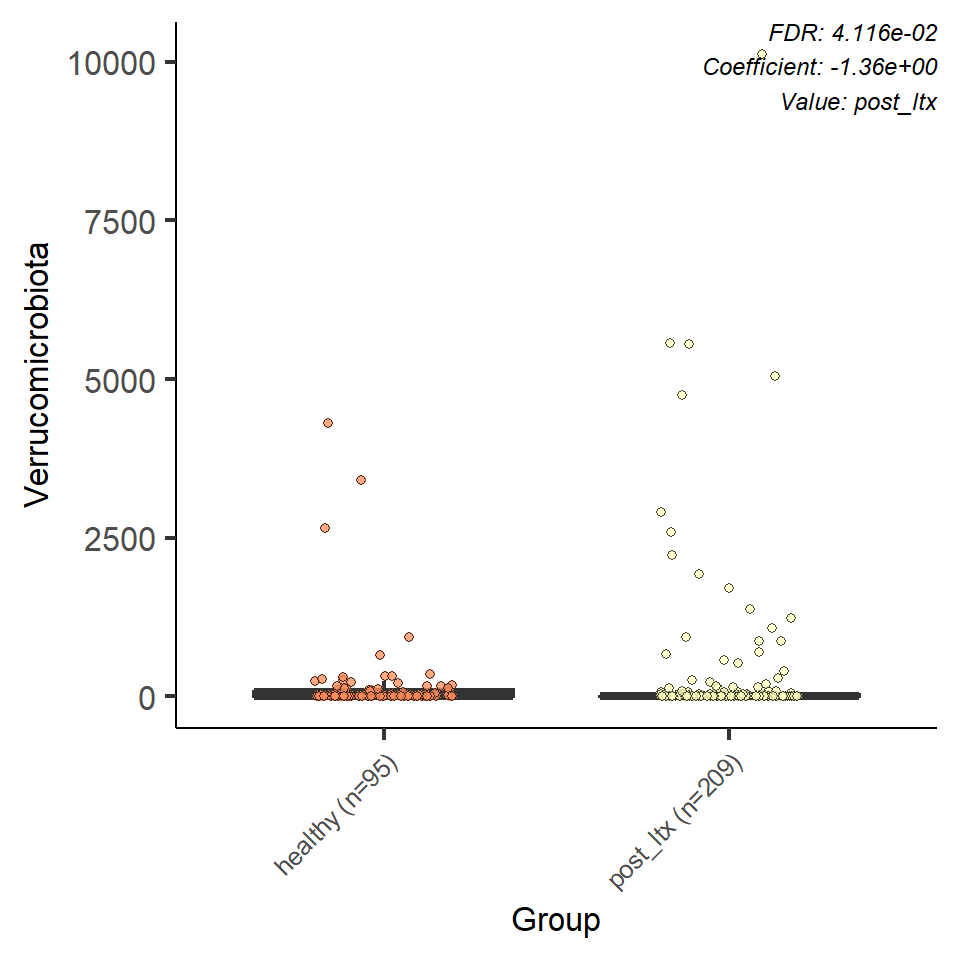 FDR: 4.116e-02
Coefficient: -1.36e+00
Value: post_ltx
10000
7500
5000
2500
0
Verrucomicrobiota
healthy (n=95)
post_ltx (n=209)
Group